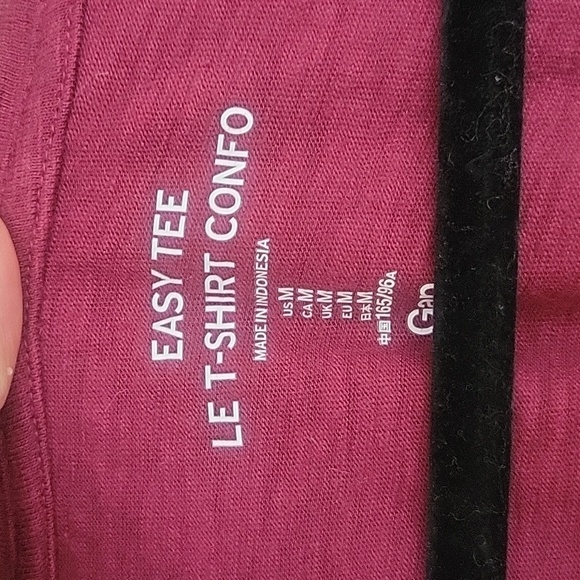 EASY TEE
LE T-SHIRT CONFO
MADE IN INDONESIA
US M
CA M
UK M
EU M
日本 M
中国 165/96A
Gap